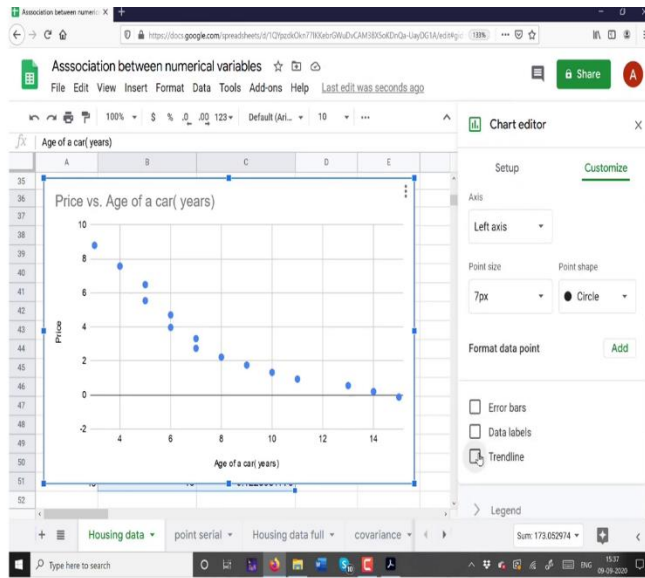 Asssociation between numeric X +
https://docs.google.com/spreadsheets/d/
133%
Asssociation between numerical variables
File Edit View Insert Format Data Tools Add-ons Help Last edit was seconds ago
Share
A
100% $ % .0 .00 123 Default (Ari... 10
fx Age of a car( years)
Chart editor X
A B C D E
Setup Customize
Axis
Left axis
Point size Point shape
7px Circle
Format data point Add
Error bars
Data labels
Trendline
Legend
35
36
37
38
39
40
41
42
43
44
45
46
47
48
49
50
51
52
Price vs. Age of a car( years)
Price
10
8
6
4
2
0
-2
4 6 8 10 12 14
Age of a car( years)
+ Housing data point serial Housing data full covariance
Sum: 173.052974
Type here to search
ENG
15:37
09-09-2020